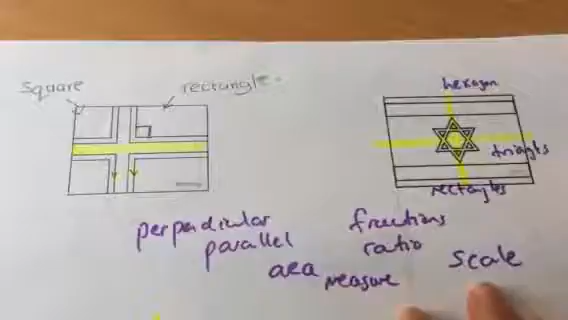 square
rectangle.
hexagon
triangles
rectangles
perpendicular
fractions
parallel
ratio
area
measure
scale